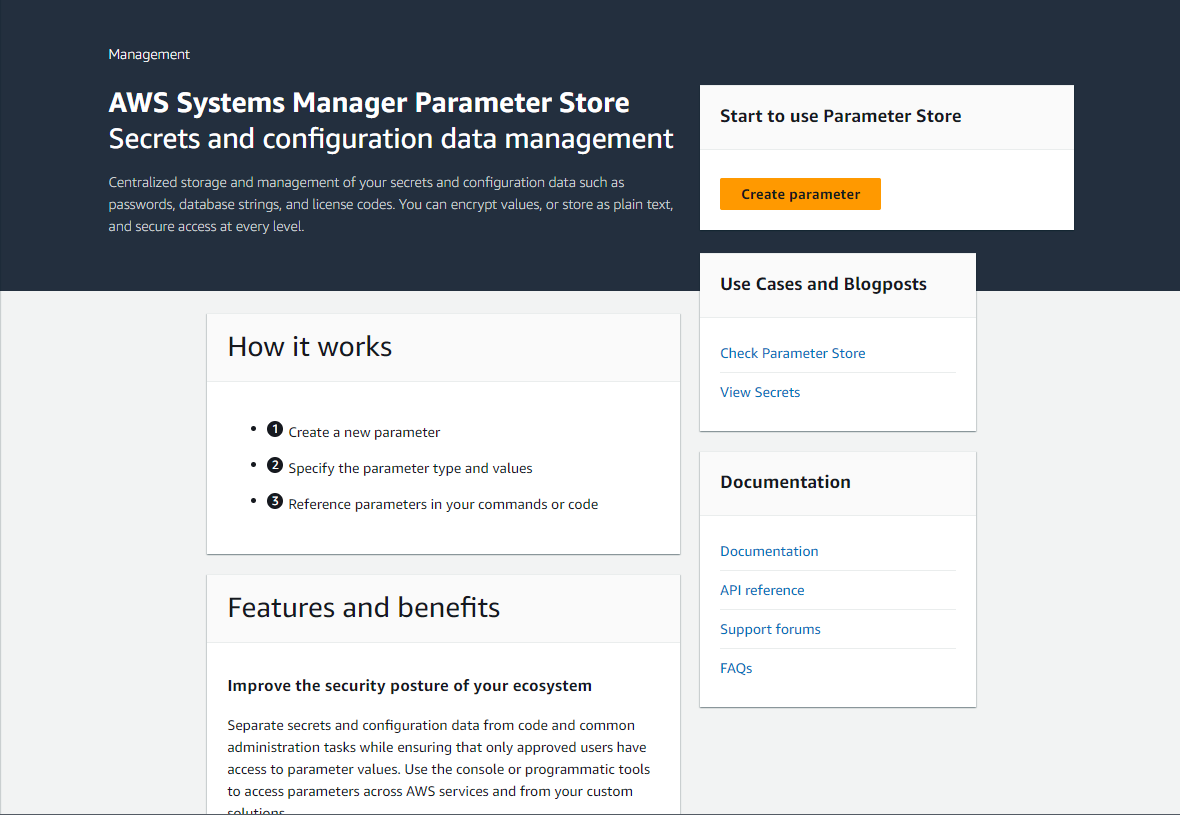 Management
AWS Systems Manager Parameter Store
Secrets and configuration data management
Centralized storage and management of your secrets and configuration data such as
passwords, database strings, and license codes. You can encrypt values, or store as plain text,
and secure access at every level.
Start to use Parameter Store
Create parameter
Use Cases and Blogposts
Check Parameter Store
View Secrets
How it works
• 1 Create a new parameter
• 2 Specify the parameter type and values
• 3 Reference parameters in your commands or code
Documentation
Documentation
API reference
Support forums
FAQs
Features and benefits
Improve the security posture of your ecosystem
Separate secrets and configuration data from code and common
administration tasks while ensuring that only approved users have
access to parameter values. Use the console or programmatic tools
to access parameters across AWS services and from your custom
solutions.